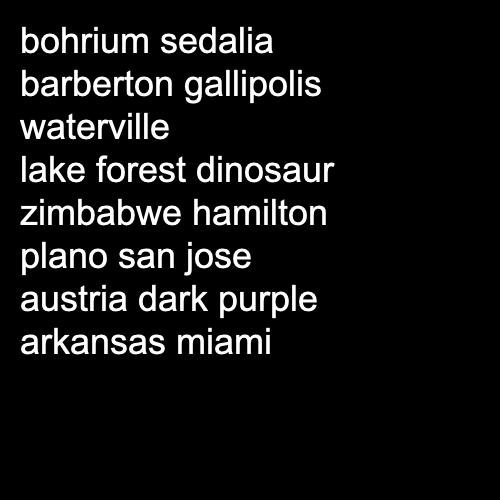 bohrium sedalia
barberton gallipolis
waterville
lake forest dinosaur
zimbabwe hamilton
plano san jose
austria dark purple
arkansas miami